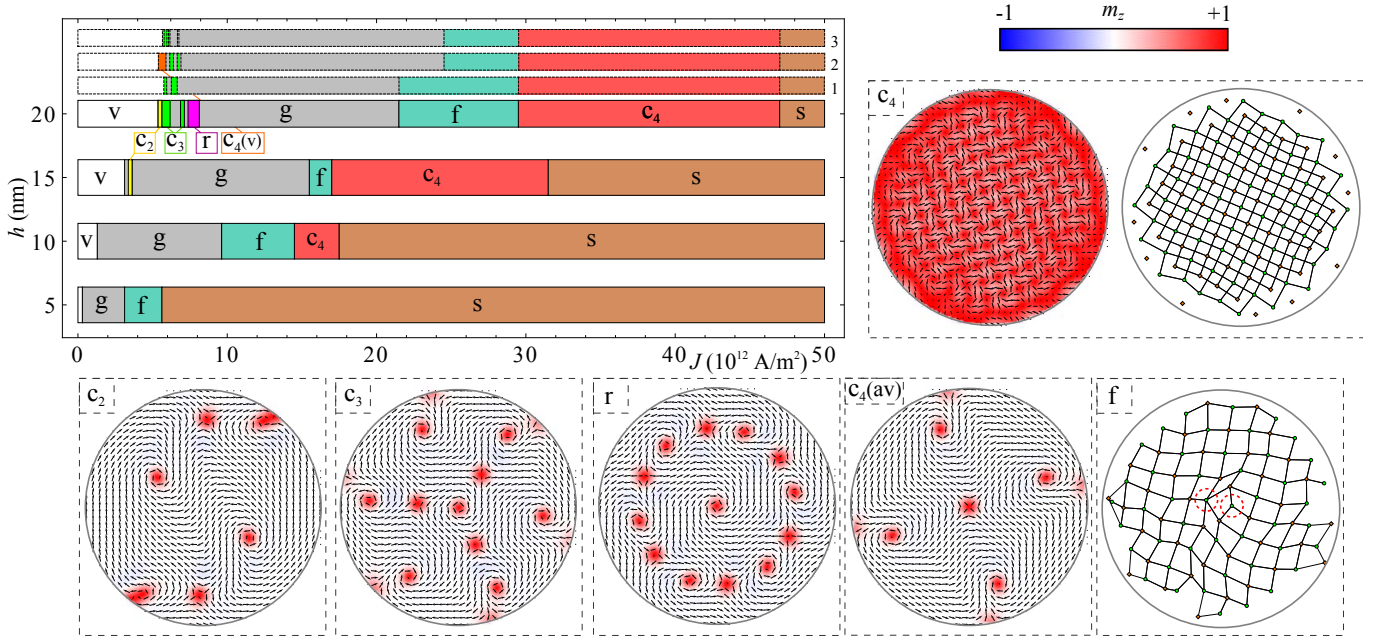 -1 m_z +1
3
2
1
20
v g f c₄ s
c₂ c₃ r c₄(v)
15
v g f c₄ s
h (nm)
10
v g f c₄ s
5
g f s
0 10 20 30 40 50
J (10¹² A/m²)
c₄
c₂
c₃
r
c₄(av)
f